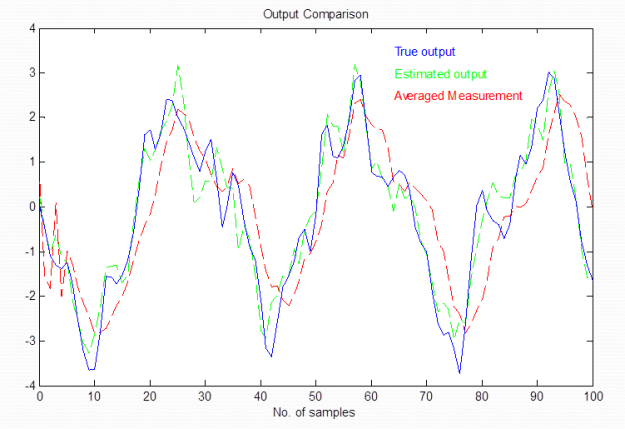 Output Comparison
4
3
2
1
0
-1
-2
-3
-4
True output
Estimated output
Averaged Measurement
0 10 20 30 40 50 60 70 80 90 100
No. of samples